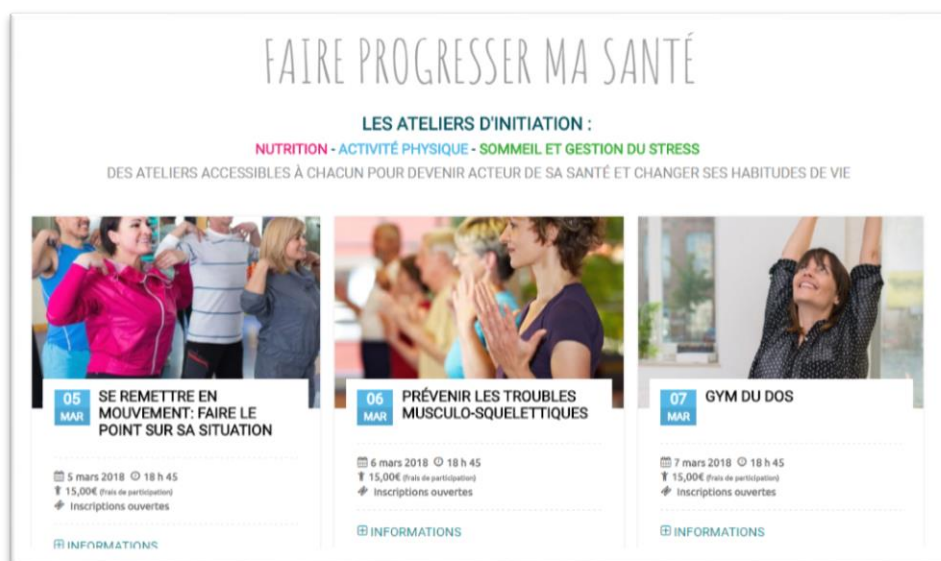 FAIRE PROGRESSER MA SANTÉ
LES ATELIERS D'INITIATION :
NUTRITION - ACTIVITÉ PHYSIQUE - SOMMEIL ET GESTION DU STRESS
DES ATELIERS ACCESSIBLES À CHACUN POUR DEVENIR ACTEUR DE SA SANTÉ ET CHANGER SES HABITUDES DE VIE
05
MAR
SE REMETTRE EN
MOUVEMENT: FAIRE LE
POINT SUR SA SITUATION
5 mars 2018 18 h 45
15,00€ (frais de participation)
Inscriptions ouvertes
INFORMATIONS
06
MAR
PRÉVENIR LES TROUBLES
MUSCULO-SQUELETTIQUES
6 mars 2018 18 h 45
15,00€ (frais de participation)
Inscriptions ouvertes
INFORMATIONS
07
MAR
GYM DU DOS
7 mars 2018 18 h 45
15,00€ (frais de participation)
Inscriptions ouvertes
INFORMATIONS